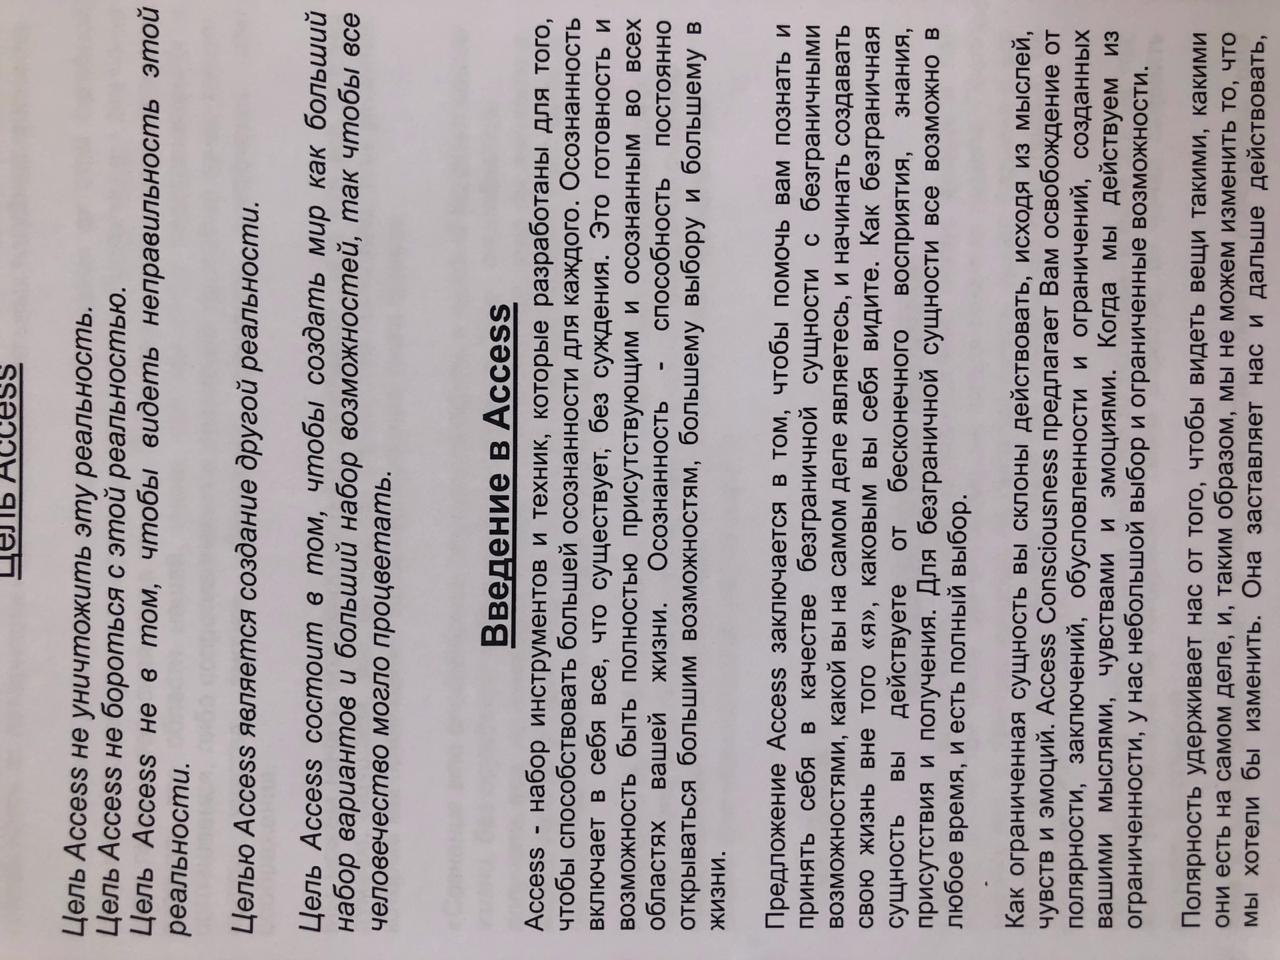 Цель Access
Цель Access не уничтожить эту реальность.
Цель Access не бороться с этой реальностью.
Цель Access не в том, чтобы видеть неправильность этой
реальности.
Целью Access является создание другой реальности.
Цель Access состоит в том, чтобы создать мир как больший
набор вариантов и больший набор возможностей, так чтобы все
человечество могло процветать.
Введение в Access
Access - набор инструментов и техник, которые разработаны для того,
чтобы способствовать большей осознанности для каждого. Осознанность
включает в себя все, что существует, без суждения. Это готовность и
возможность быть полностью присутствующим и осознанным во всех
областях вашей жизни. Осознанность - способность постоянно
открываться большим возможностям, большему выбору и большему в
жизни.
Предложение Access заключается в том, чтобы помочь вам познать и
принять себя в качестве безграничной сущности с безграничными
возможностями, какой вы на самом деле являетесь, и начинать создавать
свою жизнь вне того «я», каковым вы себя видите. Как безграничная
сущность вы действуете от бесконечного восприятия, знания,
присутствия и получения. Для безграничной сущности все возможно в
любое время, и есть полный выбор.
Как ограниченная сущность вы склоны действовать, исходя из мыслей,
чувств и эмоций. Access Consciousness предлагает Вам освобождение от
полярности, заключений, обусловленности и ограничений, созданных
вашими мыслями, чувствами и эмоциями. Когда мы действуем из
ограниченности, у нас небольшой выбор и ограниченные возможности.
Полярность удерживает нас от того, чтобы видеть вещи такими, какими
они есть на самом деле, и, таким образом, мы не можем изменить то, что
мы хотели бы изменить. Она заставляет нас и дальше действовать,